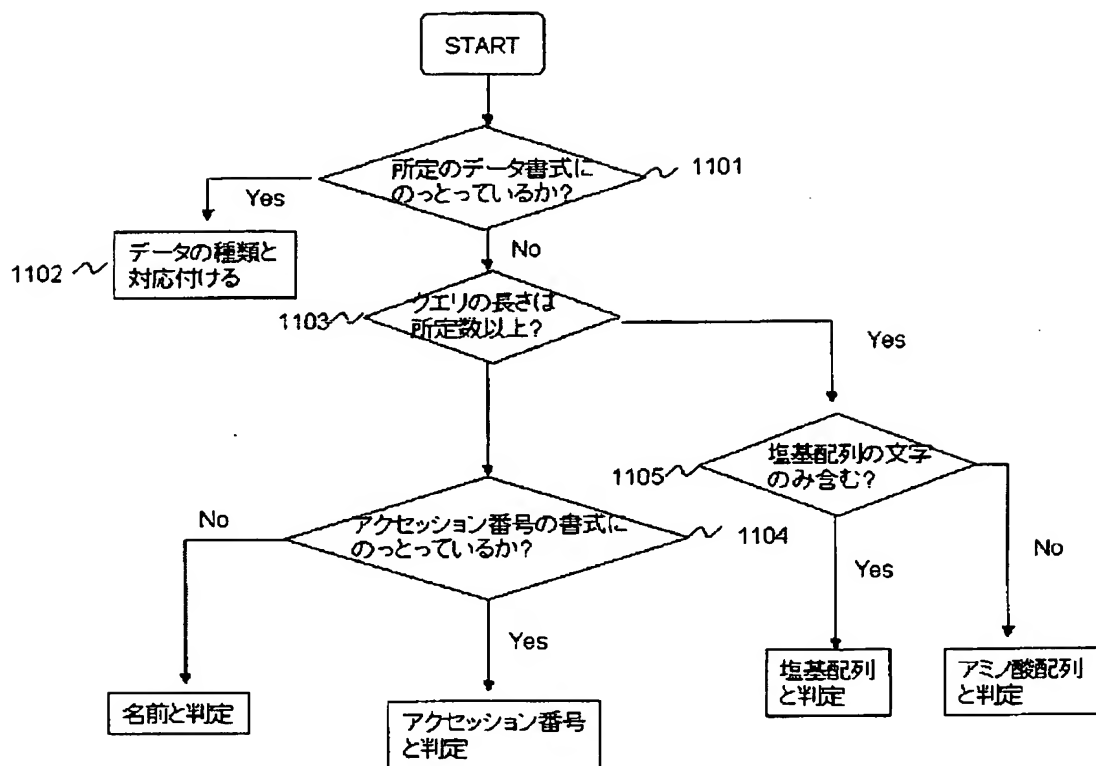 START
所定のデータ書式に
のっとっているか?
1101
Yes
データの種類と
対応付ける
1102
No
クエリの長さは
所定数以上?
1103
Yes
塩基配列の文字
のみ含む?
1105
アクセッション番号の書式に
のっとっているか?
1104
No
Yes
Yes
No
名前と判定
アクセッション番号
と判定
塩基配列
と判定
アミノ酸配列
と判定